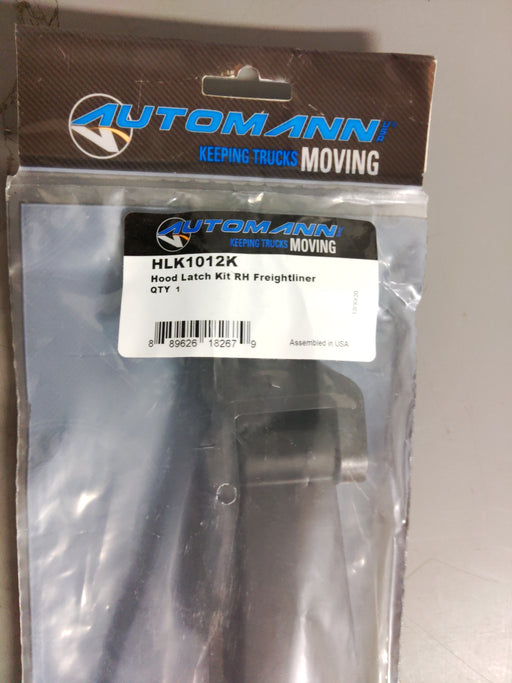 AUTOMANN
KEEPING TRUCKS MOVING
AUTOMANN
KEEPING TRUCKS MOVING
HLK1012K
Hood Latch Kit RH Freightliner
QTY 1
8 89626 18267 9
Assembled in USA